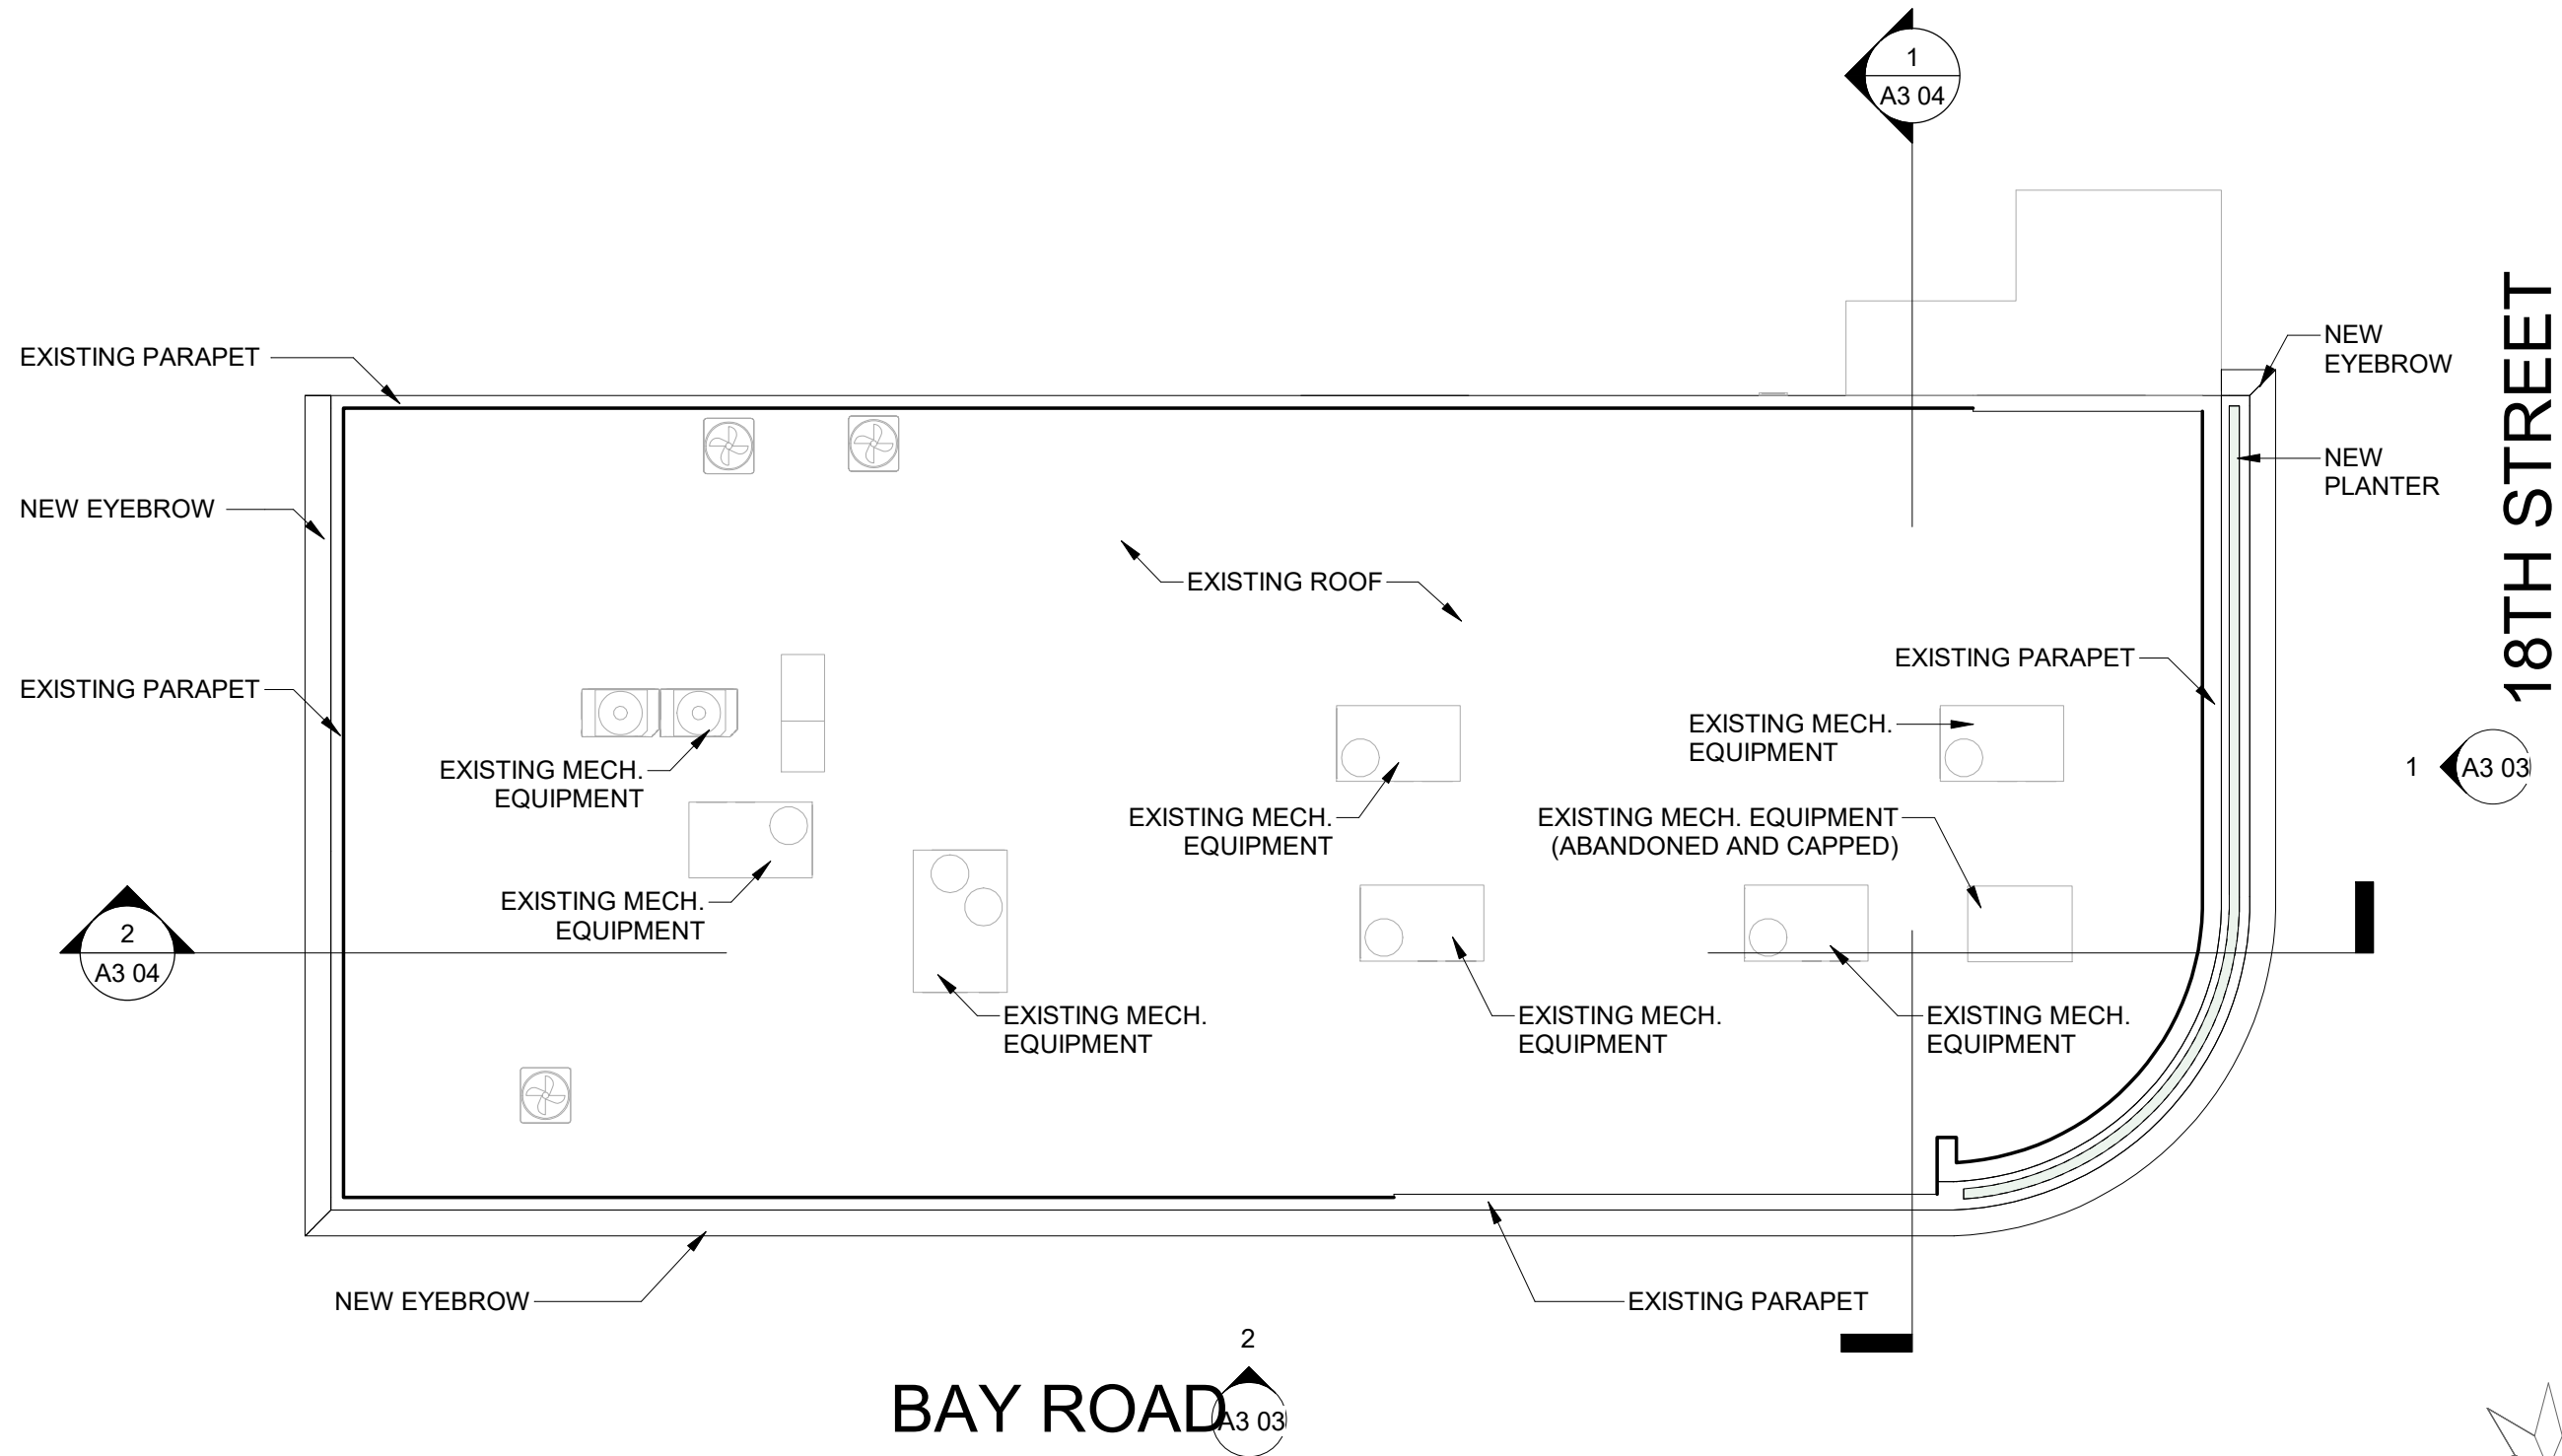 1
A3 04
EXISTING PARAPET
NEW
EYEBROW
18TH STREET
NEW EYEBROW
NEW
PLANTER
EXISTING ROOF
EXISTING PARAPET
EXISTING PARAPET
EXISTING MECH.
EQUIPMENT
EXISTING MECH.
EQUIPMENT
1
A3 03
EXISTING MECH.
EQUIPMENT
EXISTING MECH. EQUIPMENT
(ABANDONED AND CAPPED)
EXISTING MECH.
EQUIPMENT
2
A3 04
EXISTING MECH.
EQUIPMENT
EXISTING MECH.
EQUIPMENT
EXISTING MECH.
EQUIPMENT
NEW EYEBROW
EXISTING PARAPET
2
A3 03
BAY ROAD